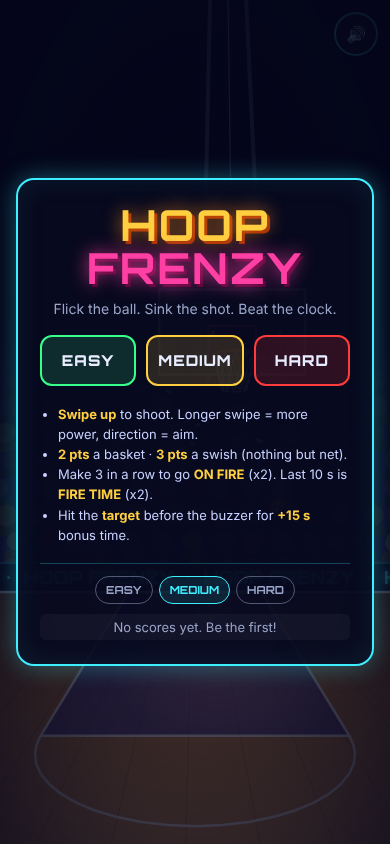 HOOP
FRENZY
Flick the ball. Sink the shot. Beat the clock.
EASY MEDIUM HARD
• Swipe up to shoot. Longer swipe = more
power, direction = aim.
• 2 pts a basket · 3 pts a swish (nothing but net).
• Make 3 in a row to go ON FIRE (x2). Last 10 s is
FIRE TIME (x2).
• Hit the target before the buzzer for +15 s
bonus time.
EASY MEDIUM HARD
No scores yet. Be the first!